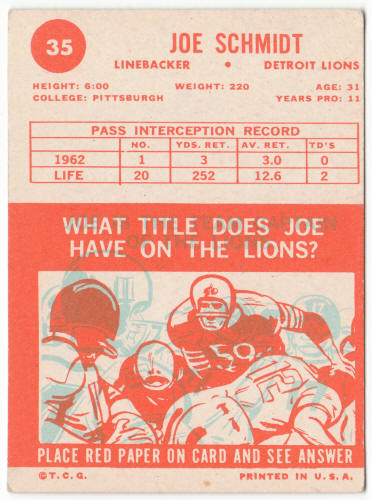 35
JOE SCHMIDT
LINEBACKER • DETROIT LIONS
HEIGHT: 6:00 WEIGHT: 220 AGE: 31
COLLEGE: PITTSBURGH YEARS PRO: 11
PASS INTERCEPTION RECORD
NO. YDS. RET. AV. RET. TD'S
1962 1 3 3.0 0
LIFE 20 252 12.6 2
WHAT TITLE DOES JOE
HAVE ON THE LIONS?
50
PLACE RED PAPER ON CARD AND SEE ANSWER
©T.C.G. PRINTED IN U.S.A.